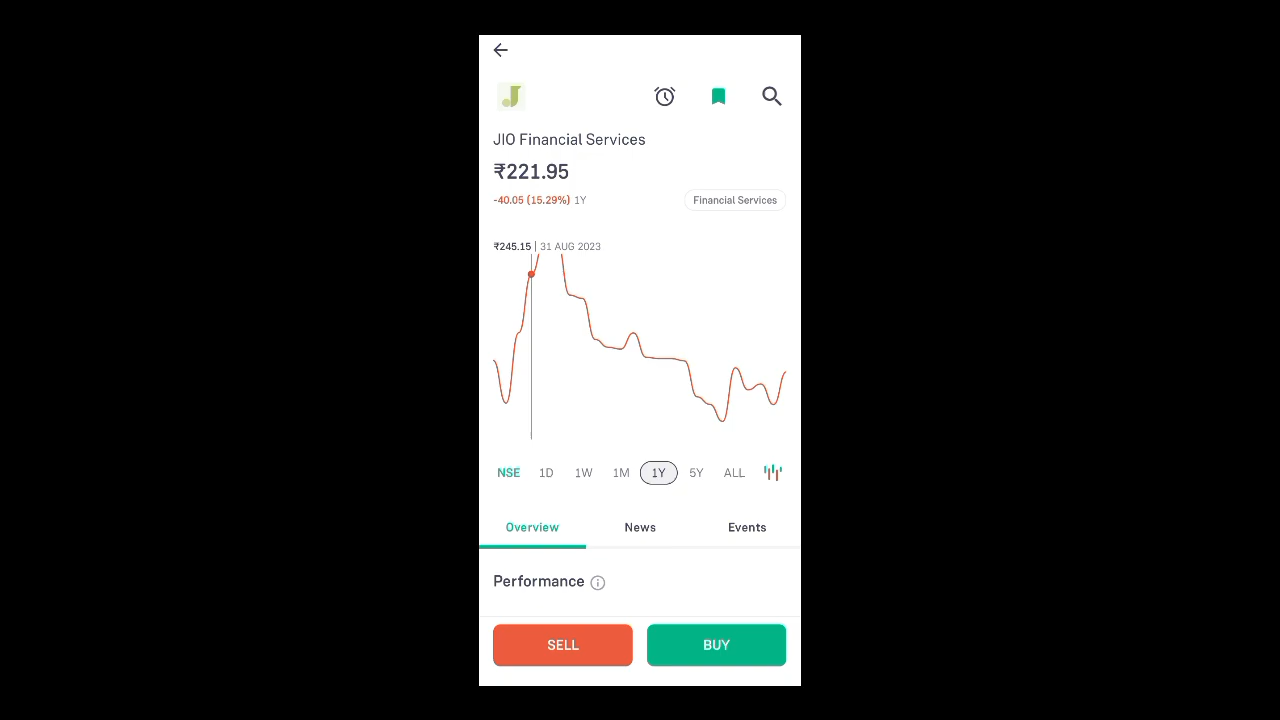 JIO Financial Services
₹221.95
-40.05 (15.29%) 1Y
Financial Services
₹245.15 | 31 AUG 2023
NSE 1D 1W 1M 1Y 5Y ALL
Overview News Events
Performance
SELL BUY